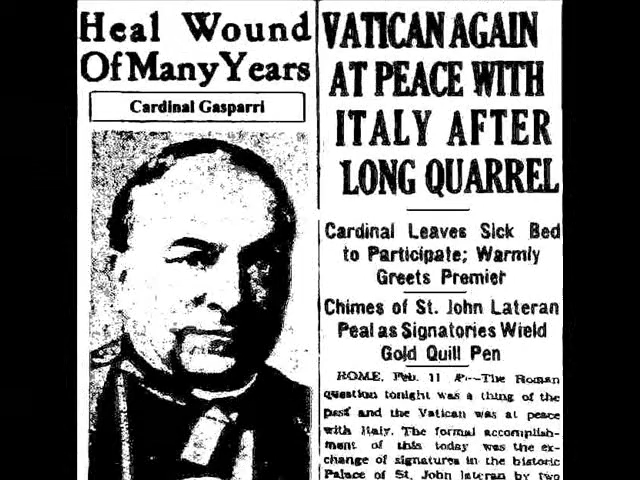 Heal Wound
Of Many Years
Cardinal Gasparri
VATICAN AGAIN
AT PEACE WITH
ITALY AFTER
LONG QUARREL
Cardinal Leaves Sick Bed
to Participate; Warmly
Greets Premier
Chimes of St. John Lateran
Peal as Signatories Wield
Gold Quill Pen
ROME, Feb. 11 P—The Roman
question tonight was a thing of the
past and the Vatican was at peace
with Italy. The formal accomplish-
ment of this today was the ex-
change of signatures in the historic
Palace of St. John lateran by two